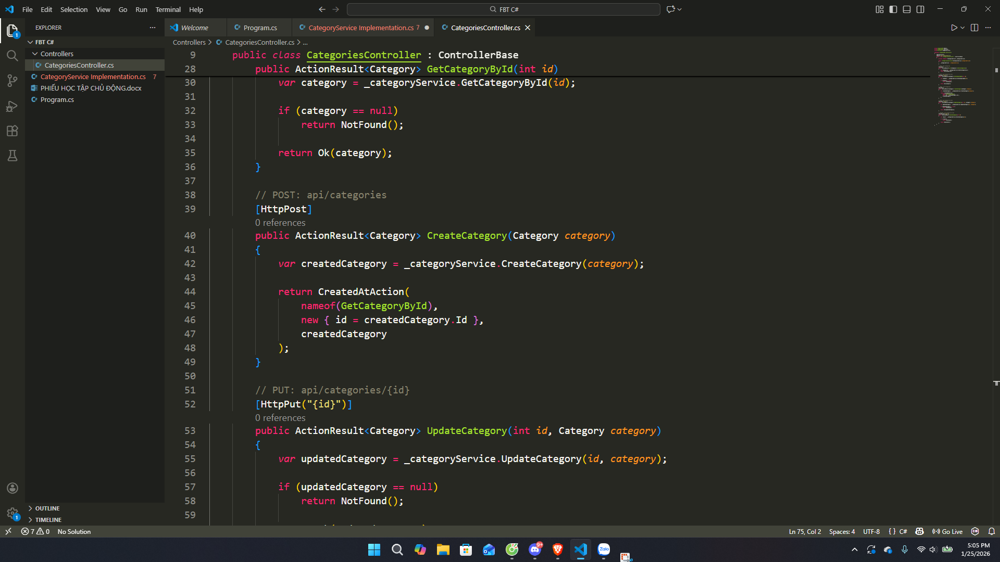 File Edit Selection View Go Run Terminal Help
FBT C#
EXPLORER
Welcome
Program.cs
CategoryService Implementation.cs 7
CategoriesController.cs
FBT C#
Controllers
CategoriesController.cs
CategoryService Implementation.cs 7
PHIẾU HỌC TẬP CHỦ ĐỘNG.docx
Program.cs
Controllers > CategoriesController.cs > ...
9 public class CategoriesController : ControllerBase
28 public ActionResult<Category> GetCategoryById(int id)
30 var category = _categoryService.GetCategoryById(id);
31
32 if (category == null)
33 return NotFound();
34
35 return Ok(category);
36 }
37
38 // POST: api/categories
39 [HttpPost]
0 references
40 public ActionResult<Category> CreateCategory(Category category)
41 {
42 var createdCategory = _categoryService.CreateCategory(category);
43
44 return CreatedAtAction(
45 nameof(GetCategoryById),
46 new { id = createdCategory.Id },
47 createdCategory
48 );
49 }
50
51 // PUT: api/categories/{id}
52 [HttpPut("{id}")]
0 references
53 public ActionResult<Category> UpdateCategory(int id, Category category)
54 {
55 var updatedCategory = _categoryService.UpdateCategory(id, category);
56
57 if (updatedCategory == null)
58 return NotFound();
59
OUTLINE
TIMELINE
7 0 No Solution
Ln 75, Col 2 Spaces: 4 UTF-8 { } C# Go Live
1
1
9+
Zalo
5:05 PM
1/25/2026